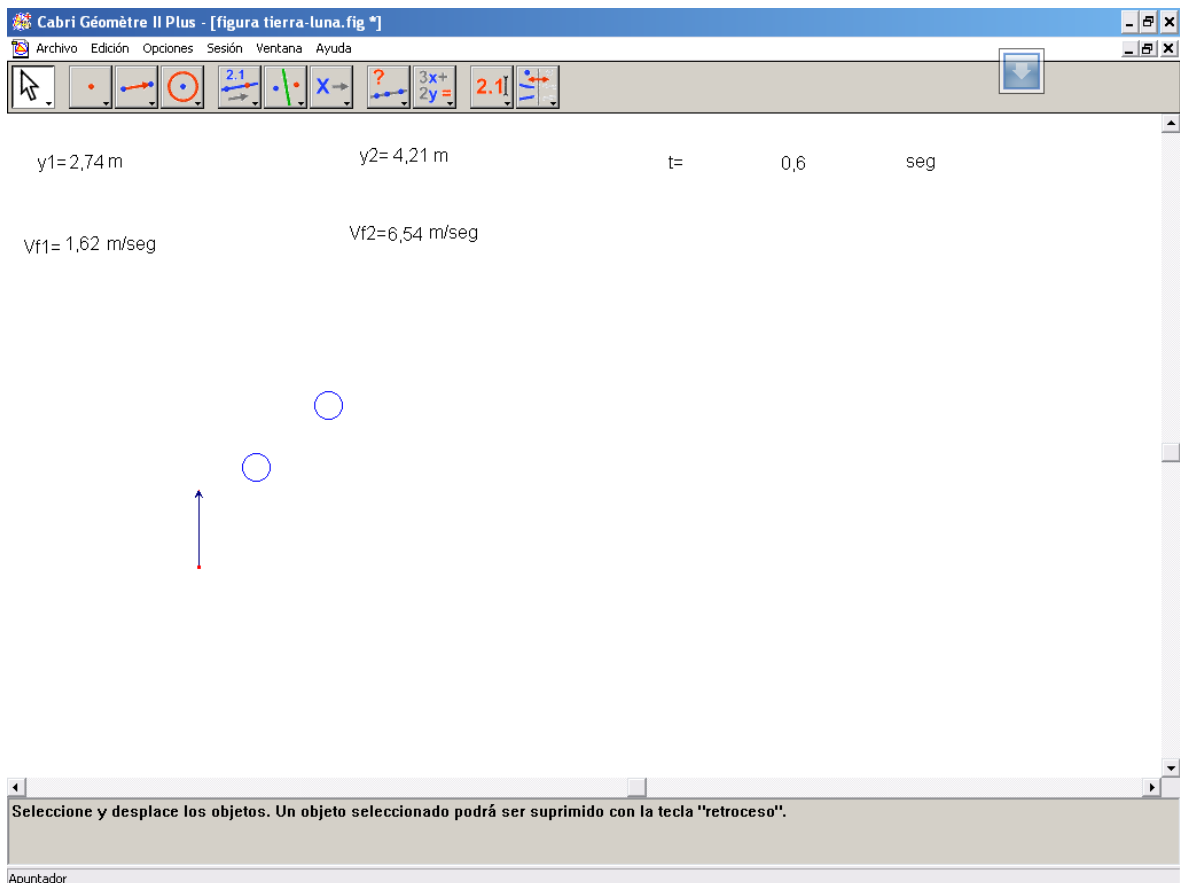 Cabri Géomètre II Plus - [figura tierra-luna.fig *]
Archivo Edición Opciones Sesión Ventana Ayuda
2.1 X ? 3x+ 2y = 2.1
y1= 2,74 m y2= 4,21 m t= 0,6 seg
Vf1= 1,62 m/seg Vf2=6,54 m/seg
Seleccione y desplace los objetos. Un objeto seleccionado podrá ser suprimido con la tecla "retroceso".
Apuntador